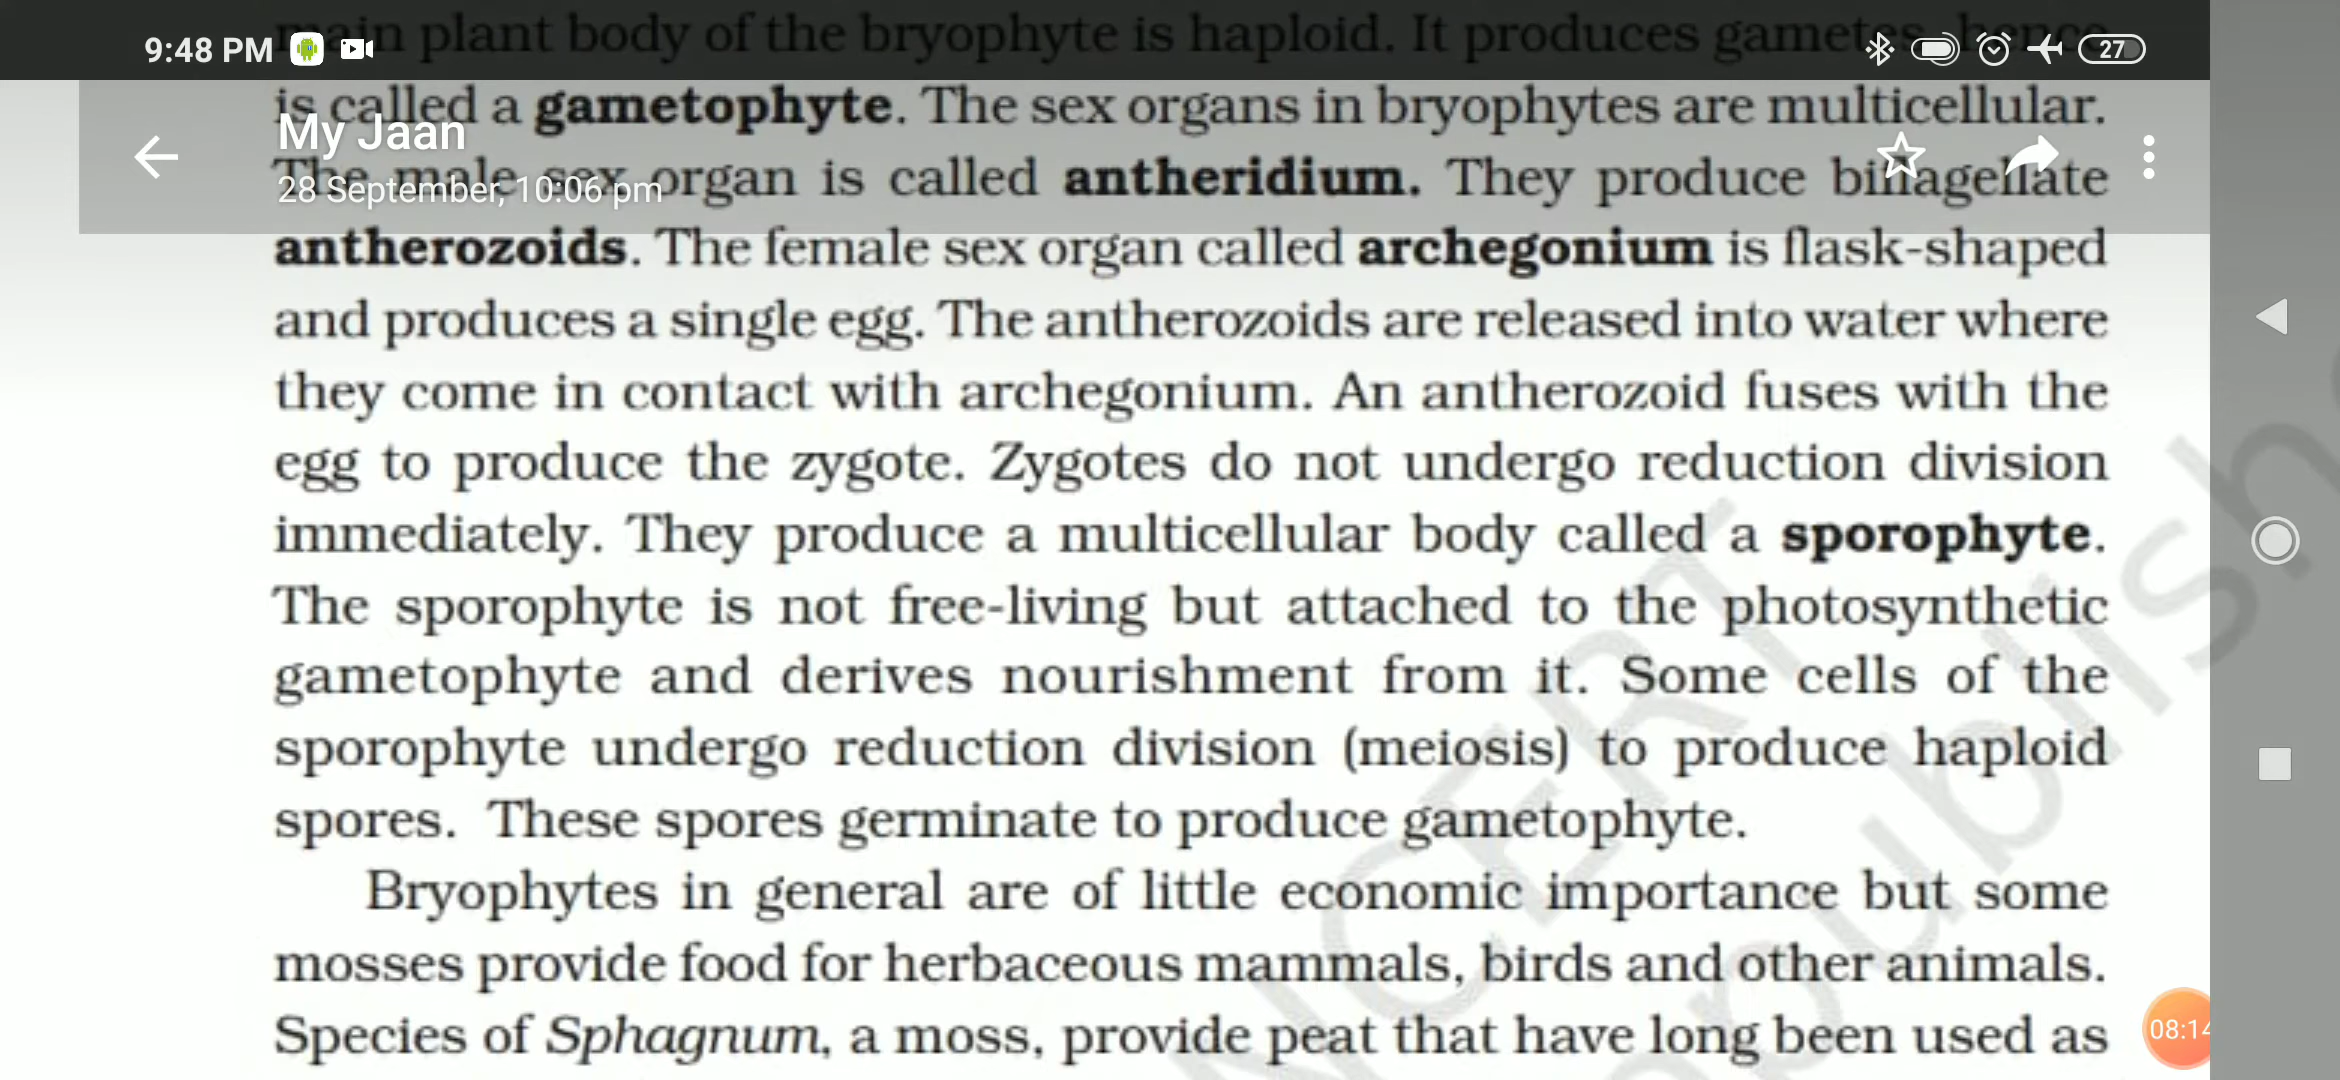 main plant body of the bryophyte is haploid. It produces gametes, hence
9:48 PM
27
is called a gametophyte. The sex organs in bryophytes are multicellular.
My Jaan
The male sex organ is called antheridium. They produce biflagellate
28 September, 10:06 pm
antherozoids. The female sex organ called archegonium is flask-shaped
and produces a single egg. The antherozoids are released into water where
they come in contact with archegonium. An antherozoid fuses with the
egg to produce the zygote. Zygotes do not undergo reduction division
immediately. They produce a multicellular body called a sporophyte.
The sporophyte is not free-living but attached to the photosynthetic
gametophyte and derives nourishment from it. Some cells of the
sporophyte undergo reduction division (meiosis) to produce haploid
spores. These spores germinate to produce gametophyte.
Bryophytes in general are of little economic importance but some
mosses provide food for herbaceous mammals, birds and other animals.
Species of Sphagnum, a moss, provide peat that have long been used as
08:14
NCERT
publish